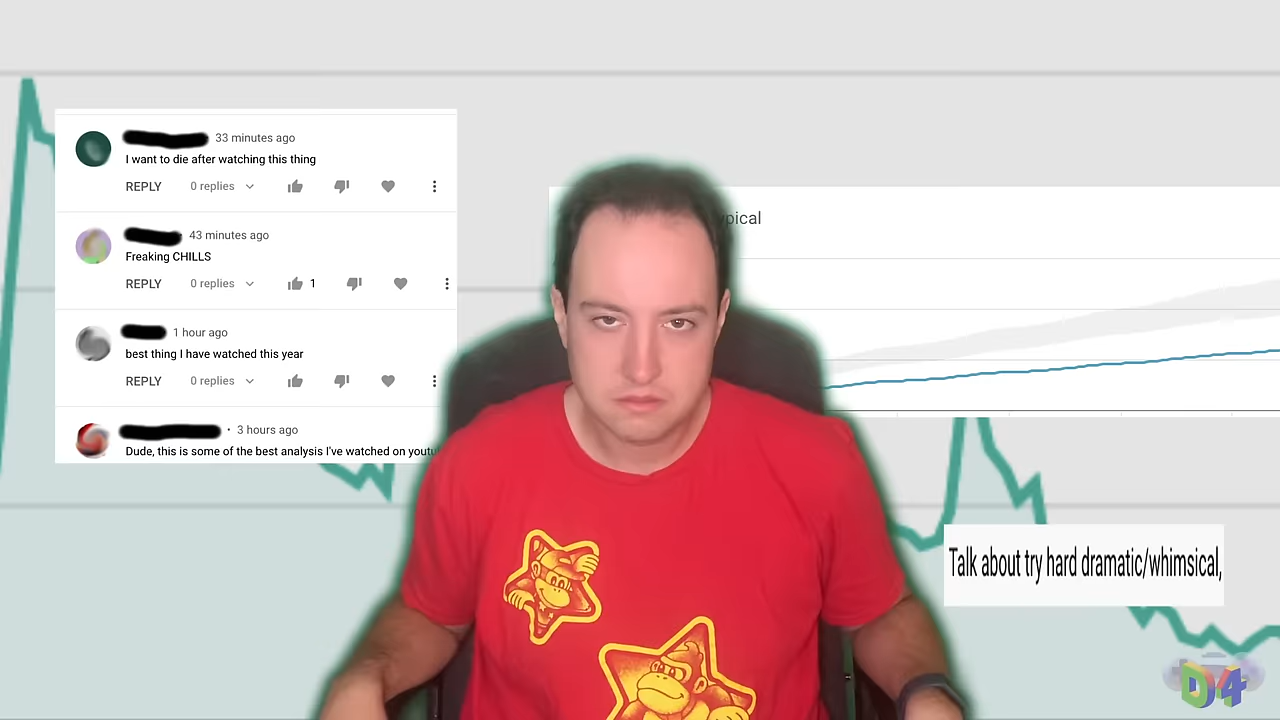 33 minutes ago
I want to die after watching this thing
REPLY 0 replies
43 minutes ago
Freaking CHILLS
REPLY 0 replies 1
1 hour ago
best thing I have watched this year
REPLY 0 replies
· 3 hours ago
Dude, this is some of the best analysis I've watched on
Talk about try hard dramatic/whimsical,